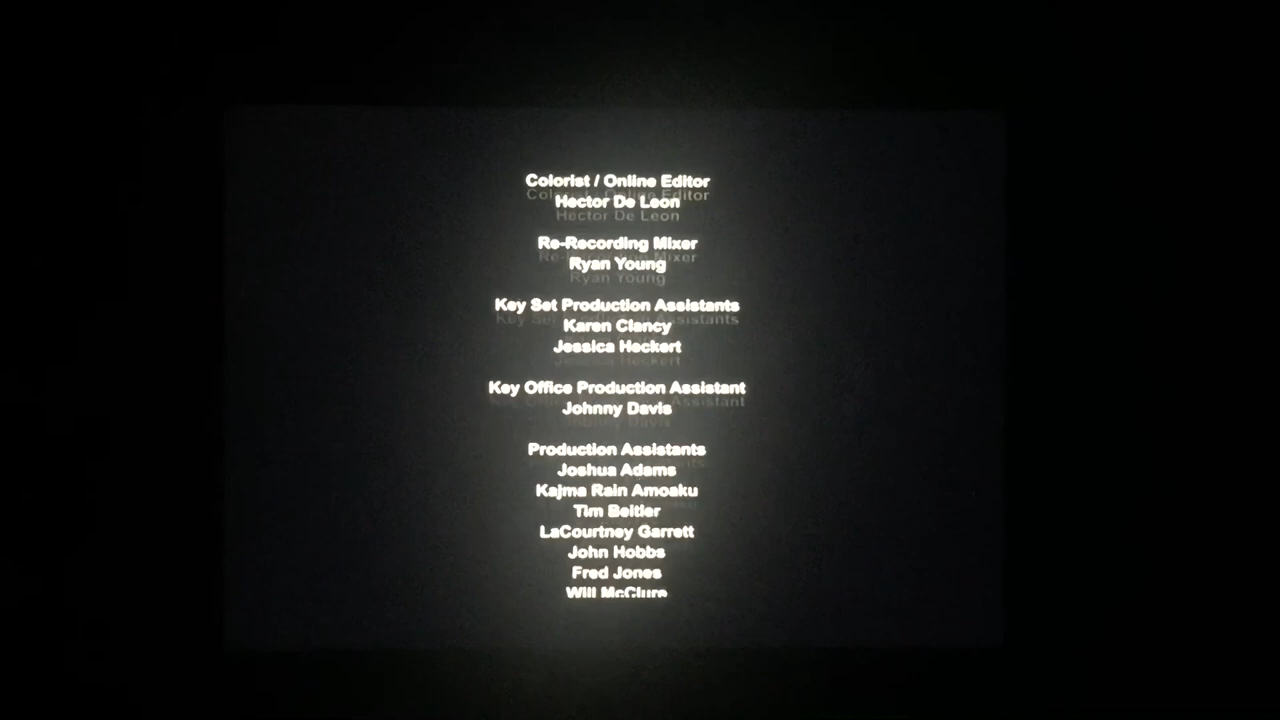 Colorist / Online Editor
Hector De Leon
Re-Recording Mixer
Ryan Young
Key Set Production Assistants
Karen Clancy
Jessica Heckert
Key Office Production Assistant
Johnny Davis
Production Assistants
Joshua Adams
Kajma Rain Amoaku
Tim Beitler
LaCourtney Garrett
John Hobbs
Fred Jones
Will McClure